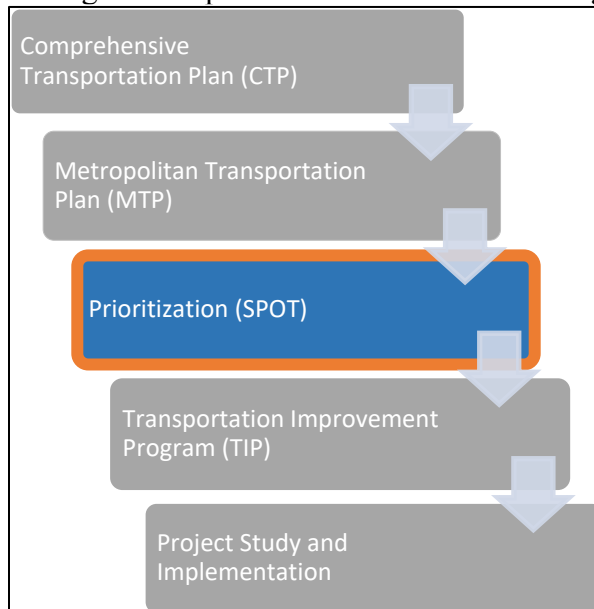 Comprehensive
Transportation Plan (CTP)
Metropolitan Transportation
Plan (MTP)
Prioritization (SPOT)
Transportation Improvement
Program (TIP)
Project Study and
Implementation